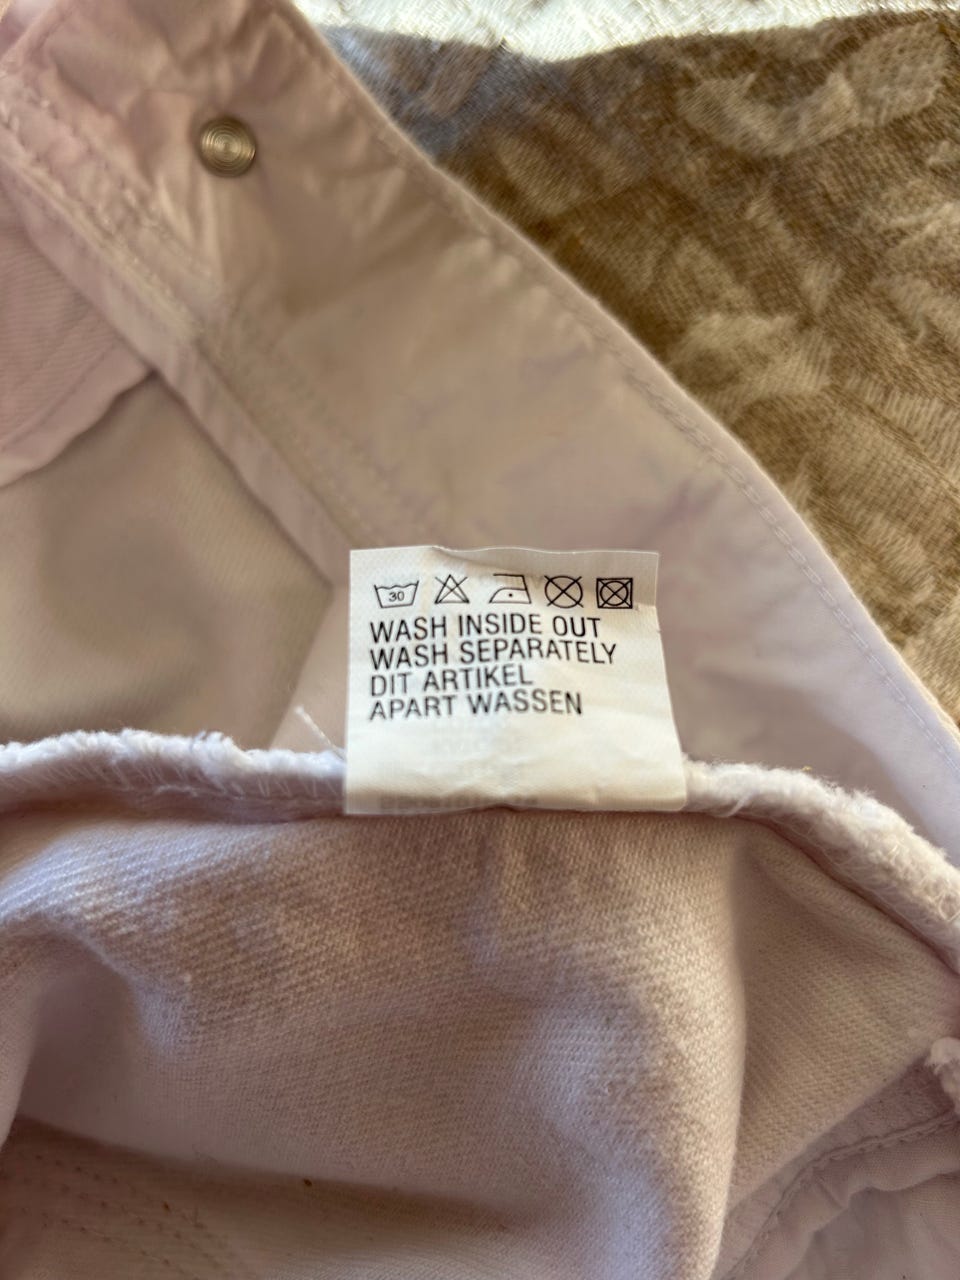 30
WASH INSIDE OUT
WASH SEPARATELY
DIT ARTIKEL
APART WASSEN